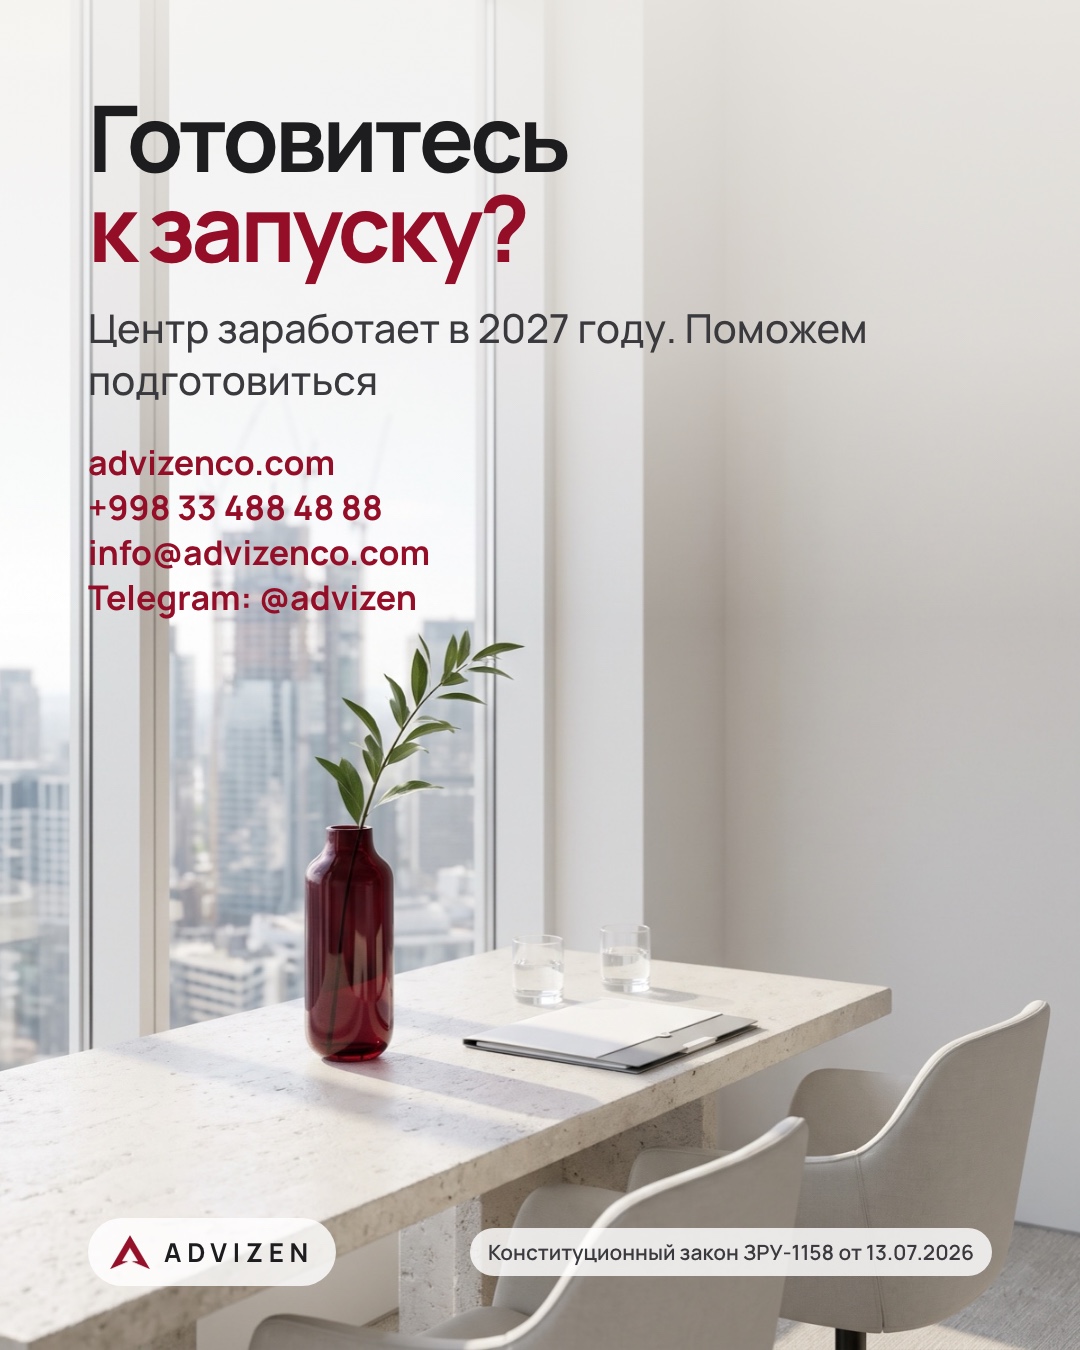 Готовитесь
к запуску?
Центр заработает в 2027 году. Поможем
подготовиться
advizenco.com
+998 33 488 48 88
info@advizenco.com
Telegram: @advizen
ADVIZEN
Конституционный закон ЗРУ-1158 от 13.07.2026